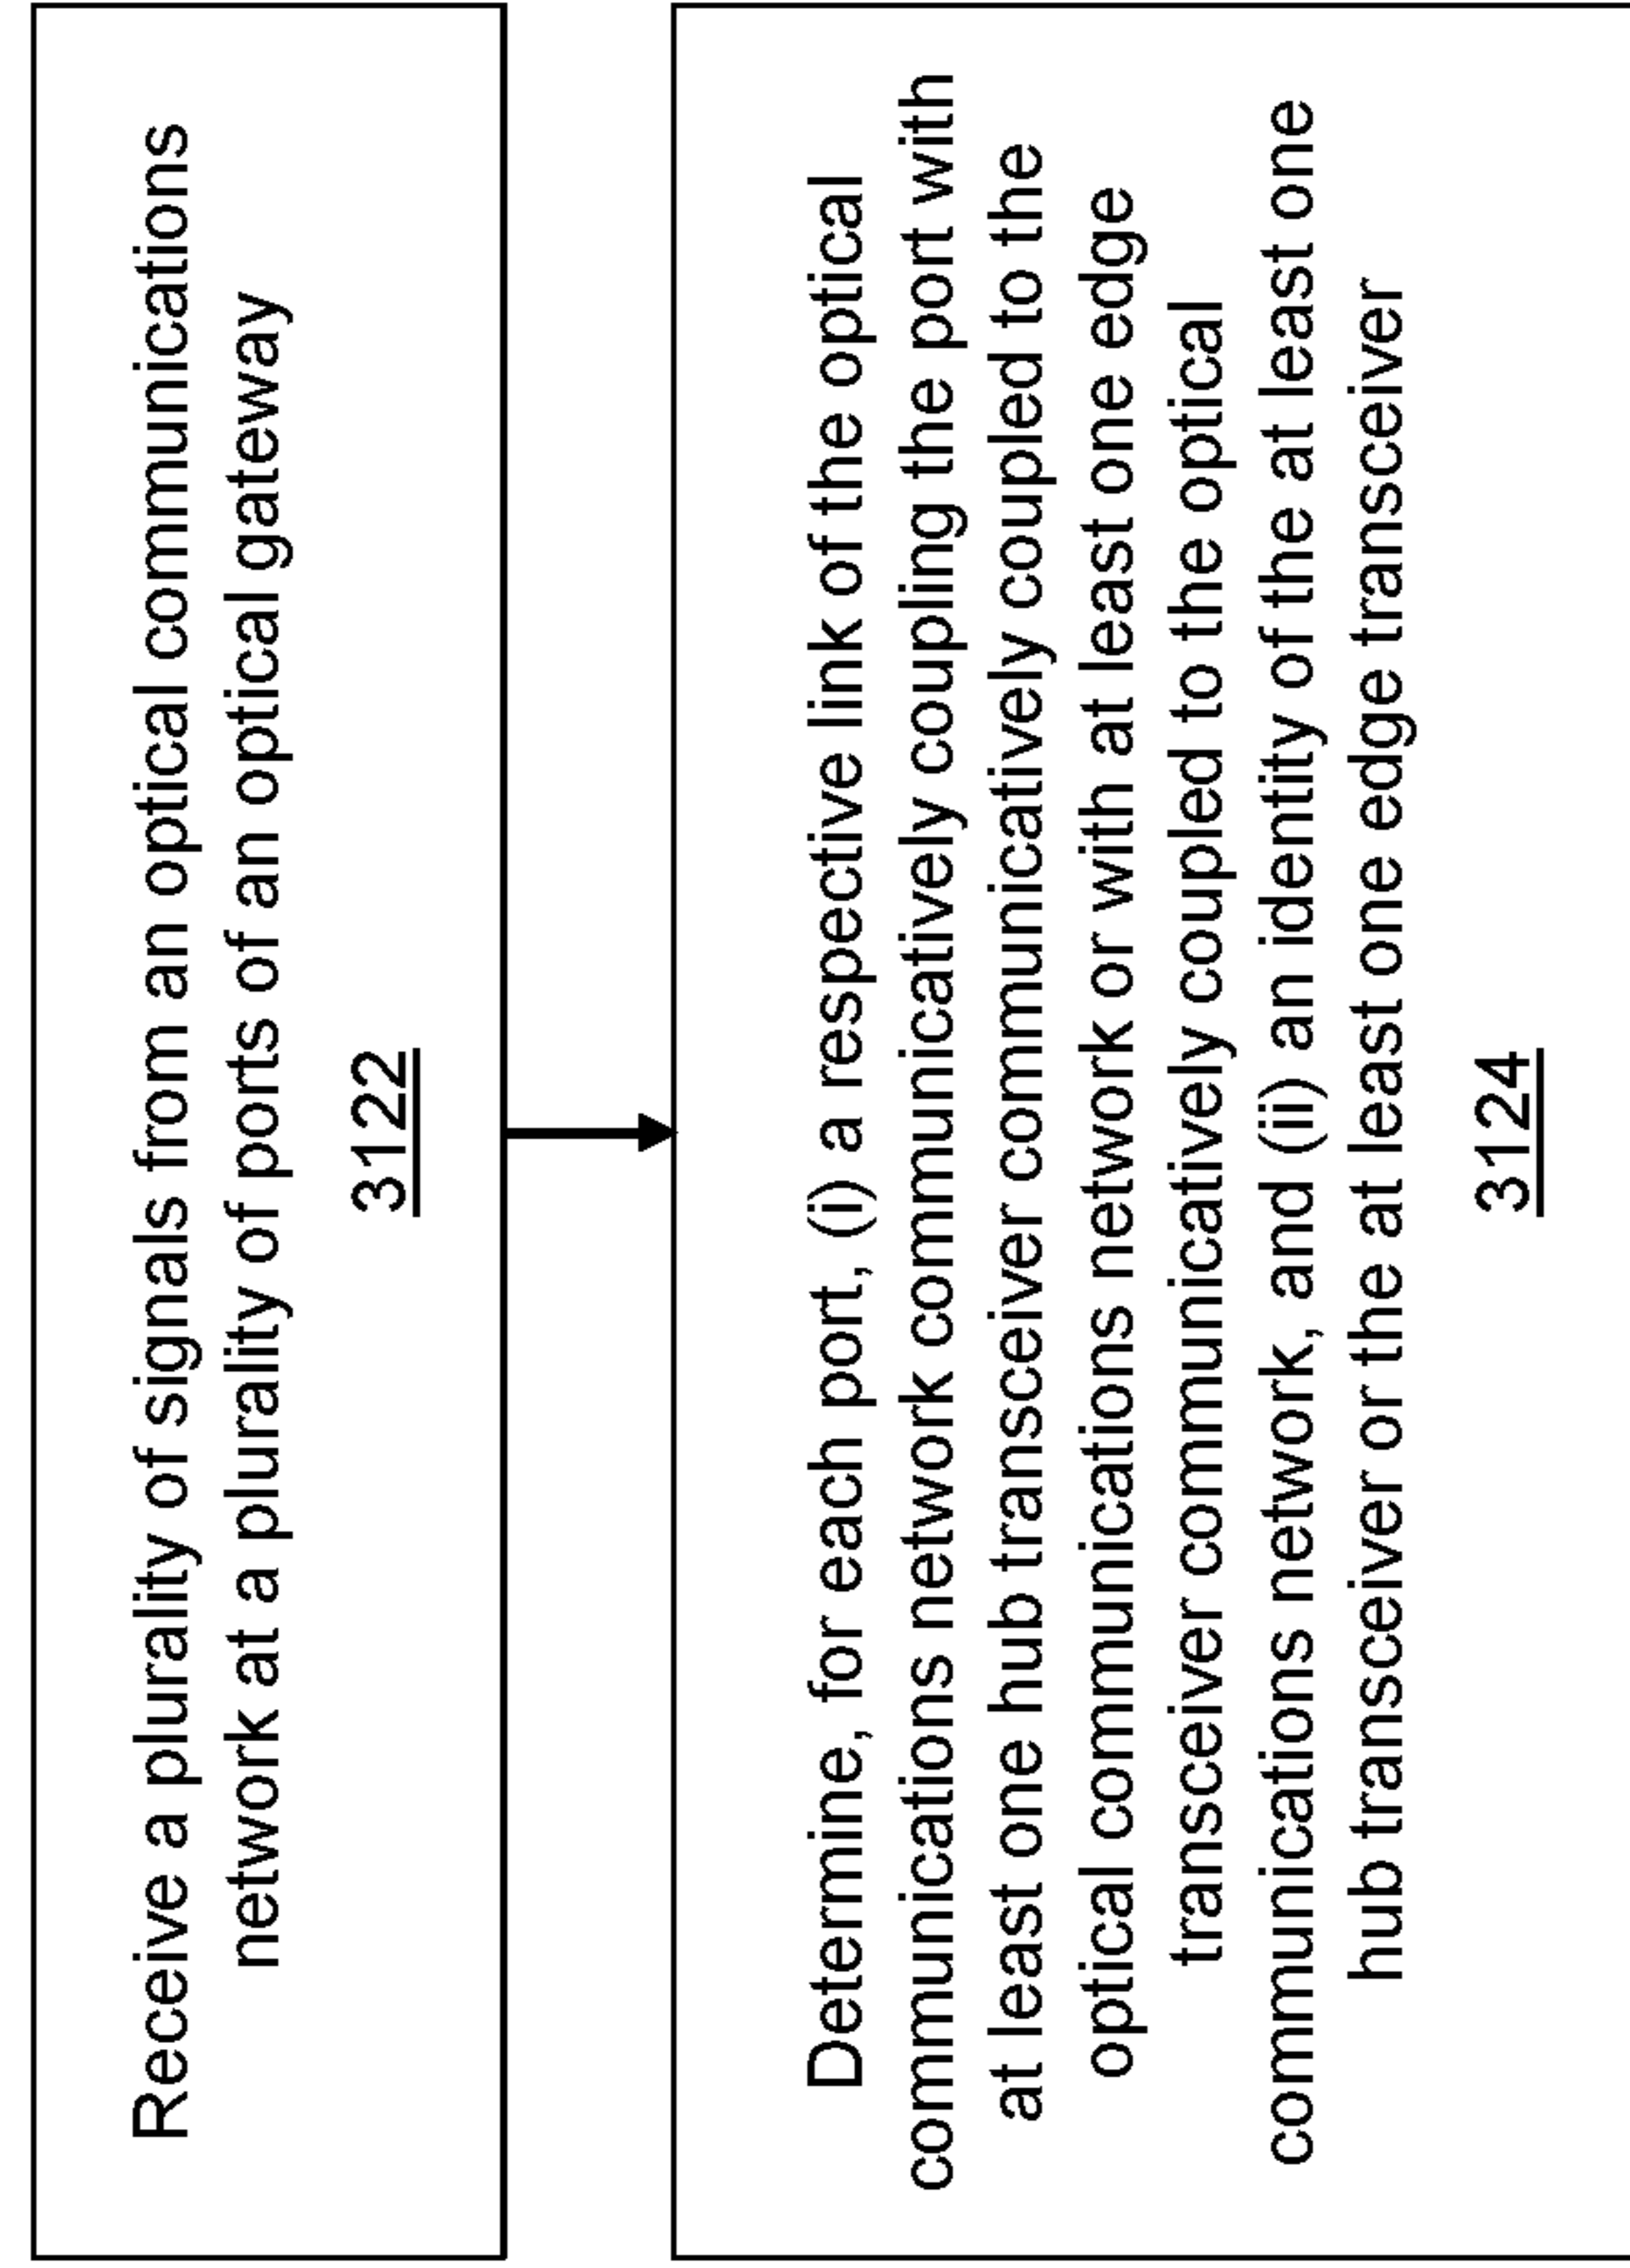 Receive a plurality of signals from an optical communications
network at a plurality of ports of an optical gateway
3122
Determine, for each port, (i) a respective link of the optical
communications network communicatively coupling the port with
at least one hub transceiver communicatively coupled to the
optical communications network or with at least one edge
transceiver communicatively coupled to the optical
communications network, and (ii) an identity of the at least one
hub transceiver or the at least one edge transceiver
3124